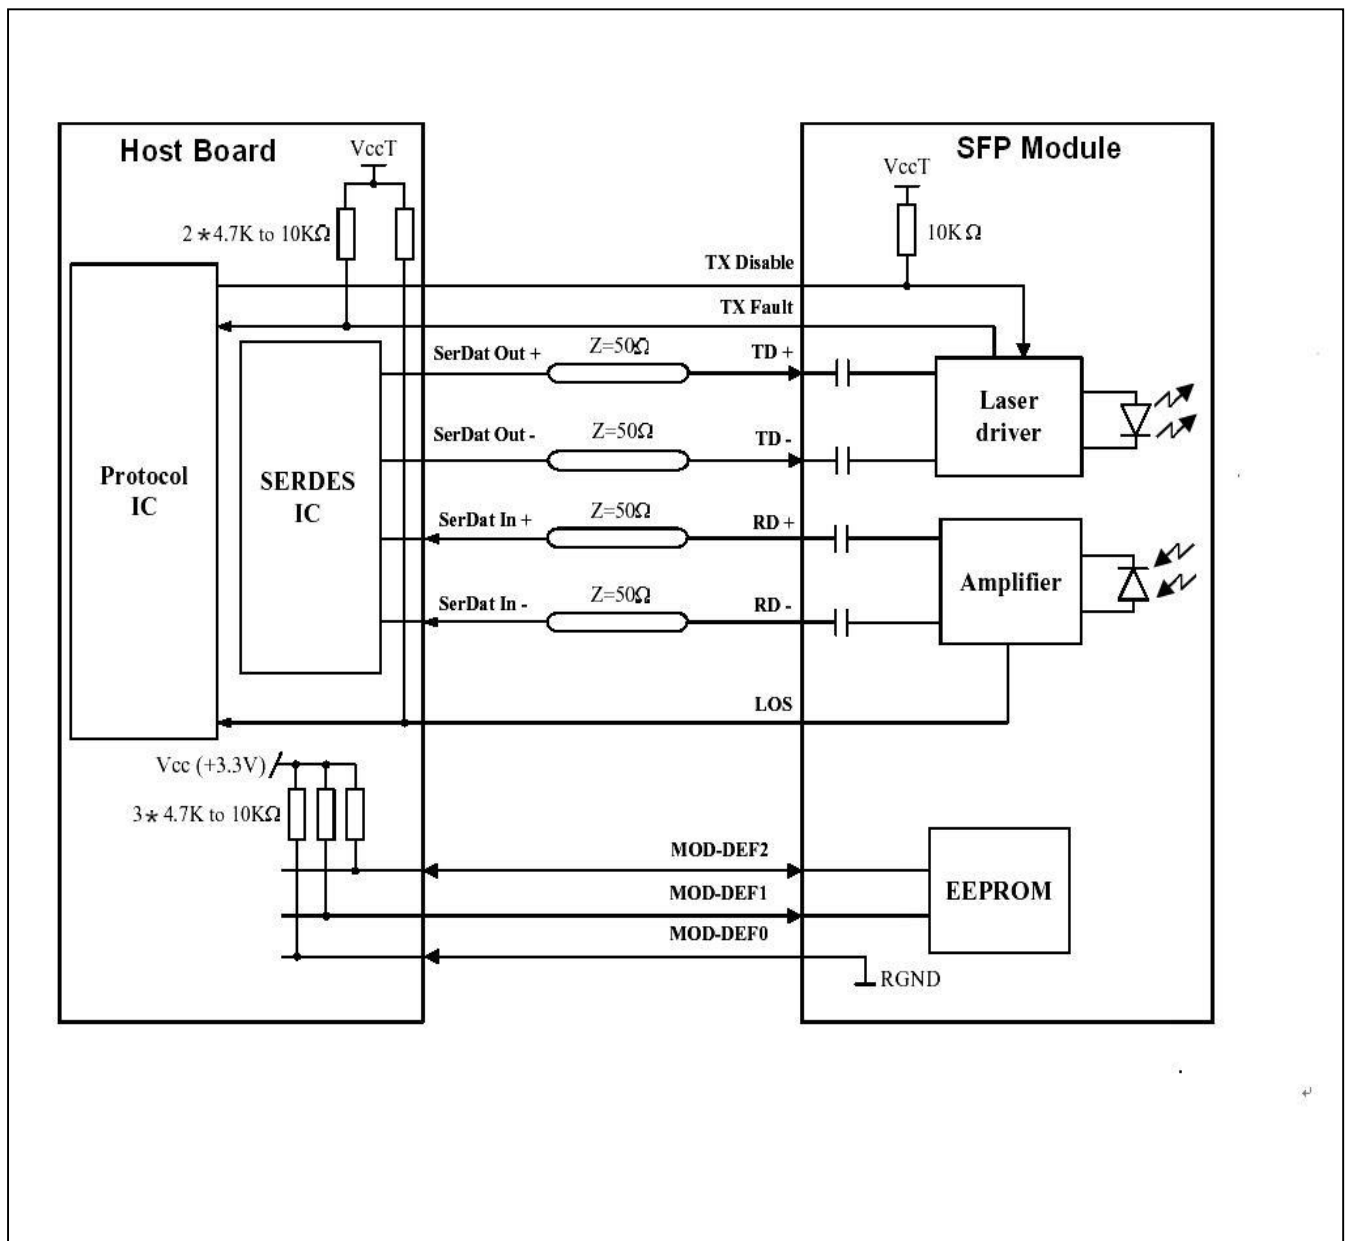 Host Board
SFP Module
VccT
VccT
2*4.7K to 10KΩ
10KΩ
TX Disable
TX Fault
SerDat Out +
Z=50Ω
TD +
Laser
driver
SerDat Out -
Z=50Ω
TD -
Protocol
IC
SERDES
IC
SerDat In +
Z=50Ω
RD +
Amplifier
SerDat In -
Z=50Ω
RD -
LOS
Vcc (+3.3V)
3*4.7K to 10KΩ
MOD-DEF2
MOD-DEF1
MOD-DEF0
EEPROM
RGND